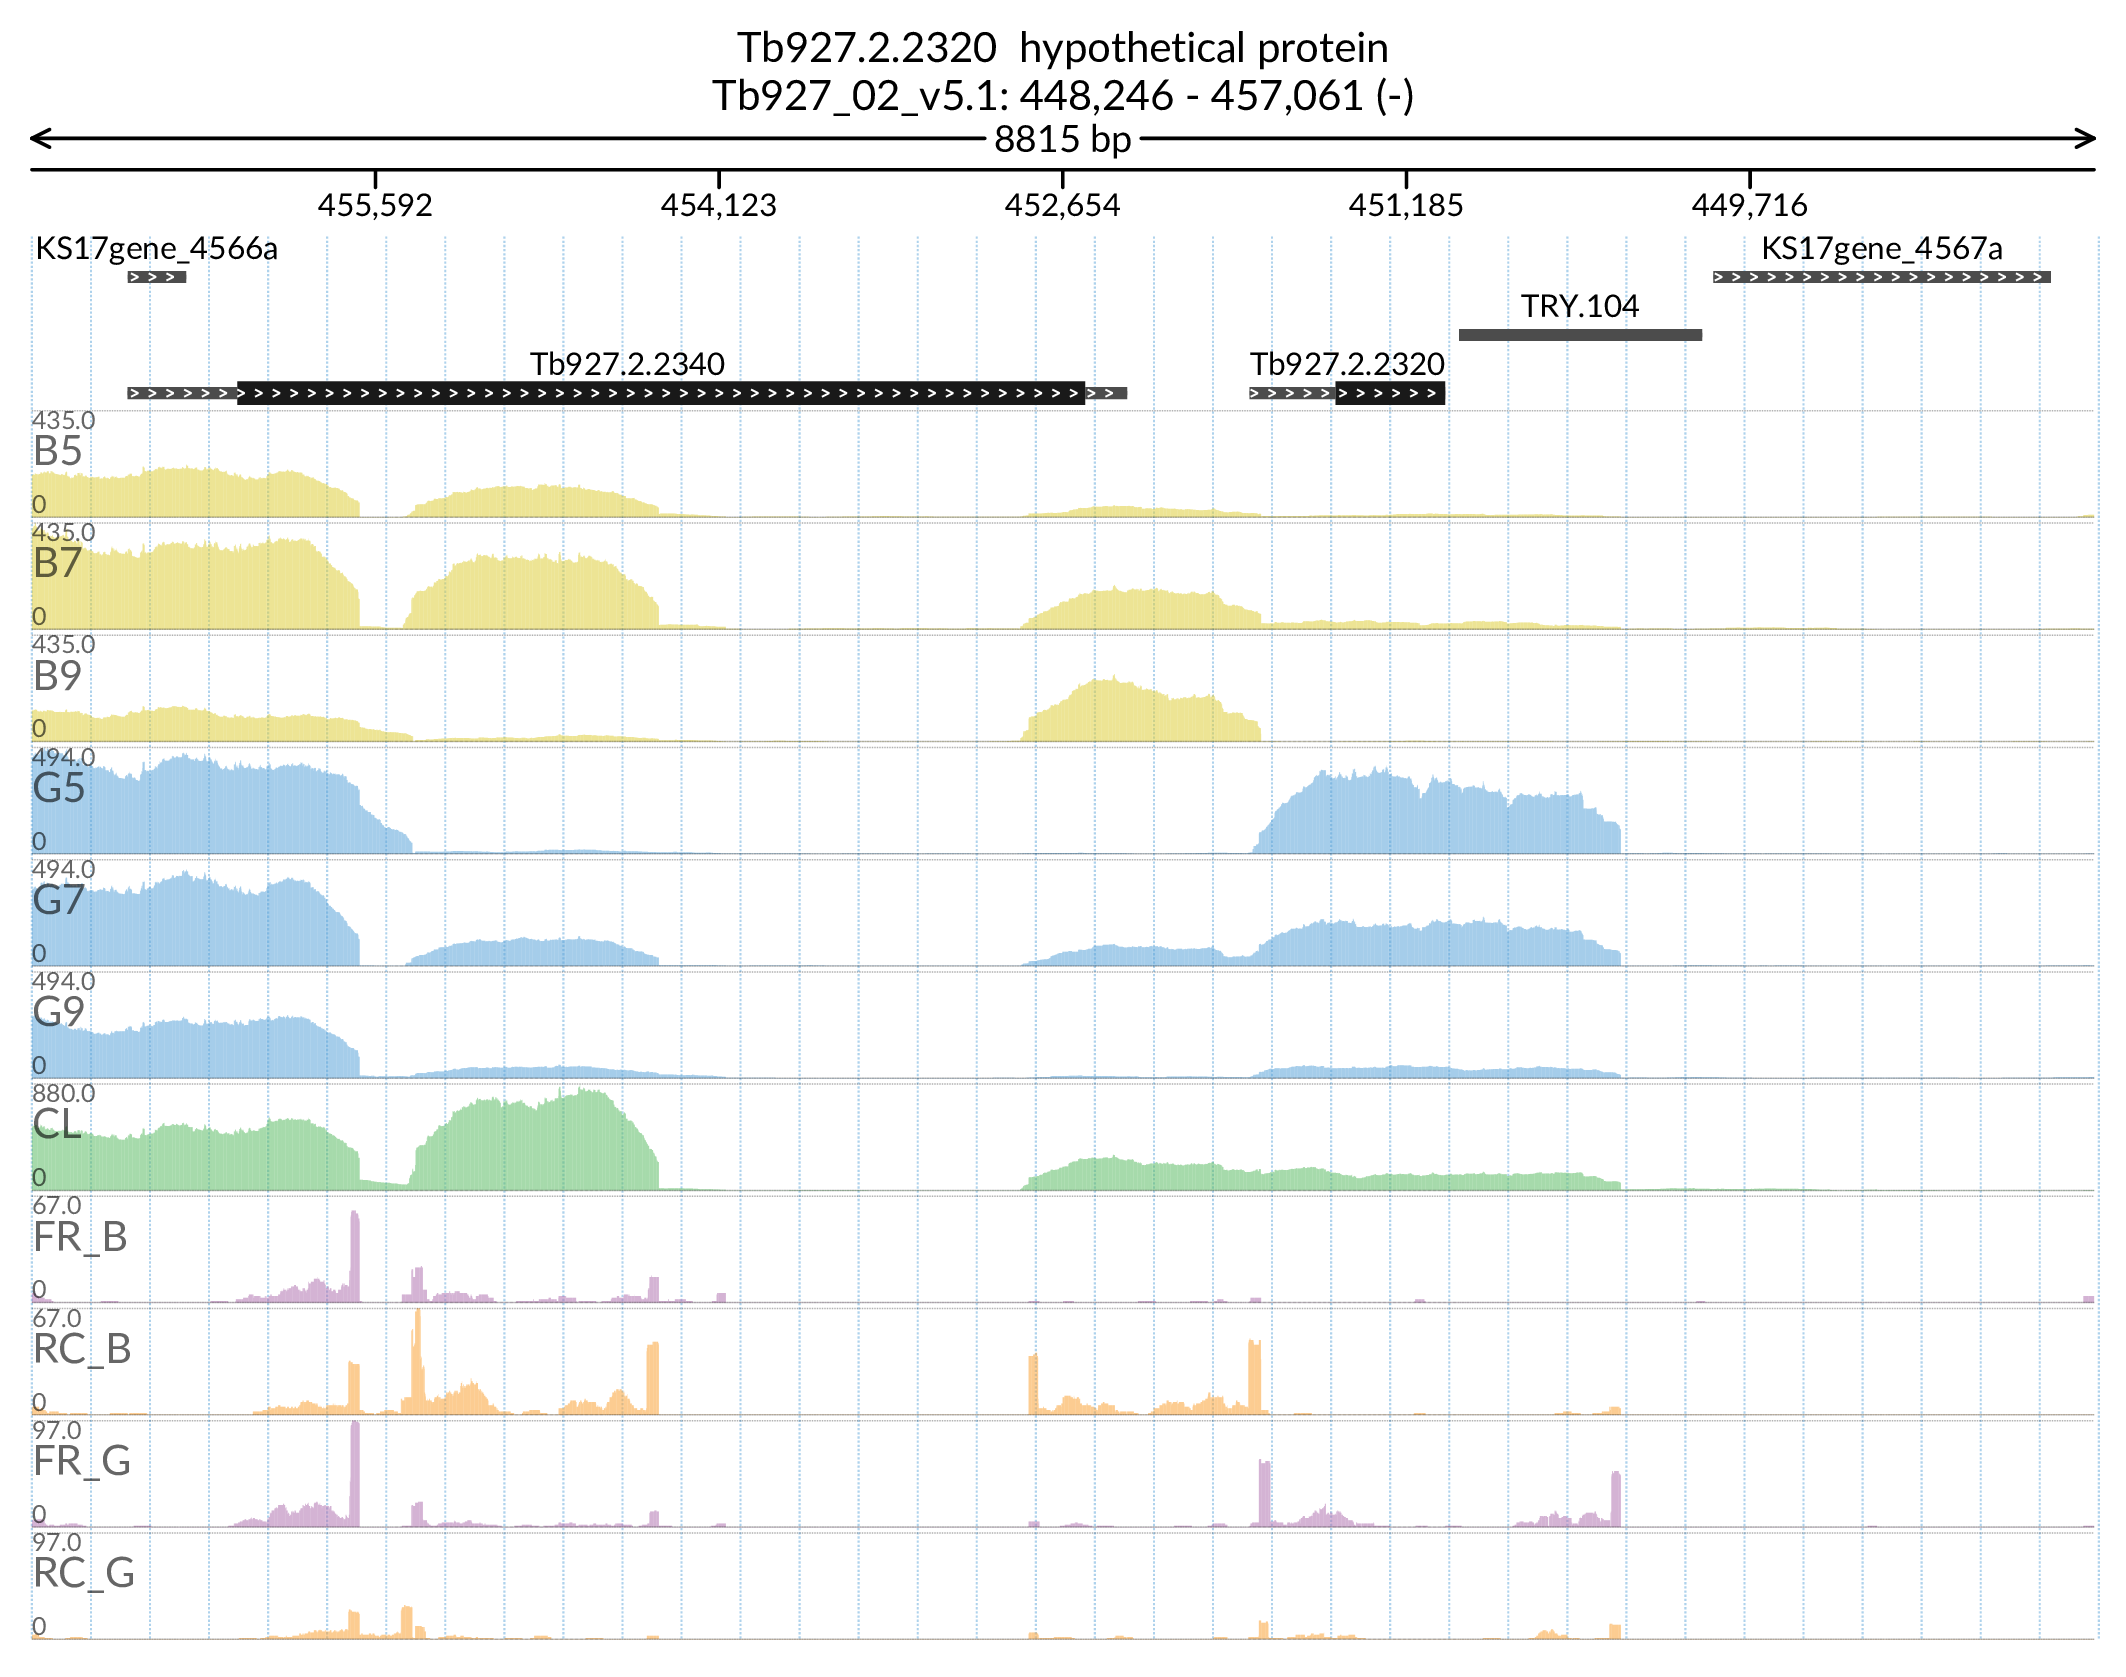 Tb927.2.2320  hypothetical protein
Tb927_02_v5.1: 448,246 - 457,061 (-)
8815 bp
455,592 454,123 452,654 451,185 449,716
KS17gene_4566a KS17gene_4567a
TRY.104
Tb927.2.2340 Tb927.2.2320
435.0
B5
0
435.0
B7
0
435.0
B9
0
494.0
G5
0
494.0
G7
0
494.0
G9
0
880.0
CL
0
67.0
FR_B
0
67.0
RC_B
0
97.0
FR_G
0
97.0
RC_G
0